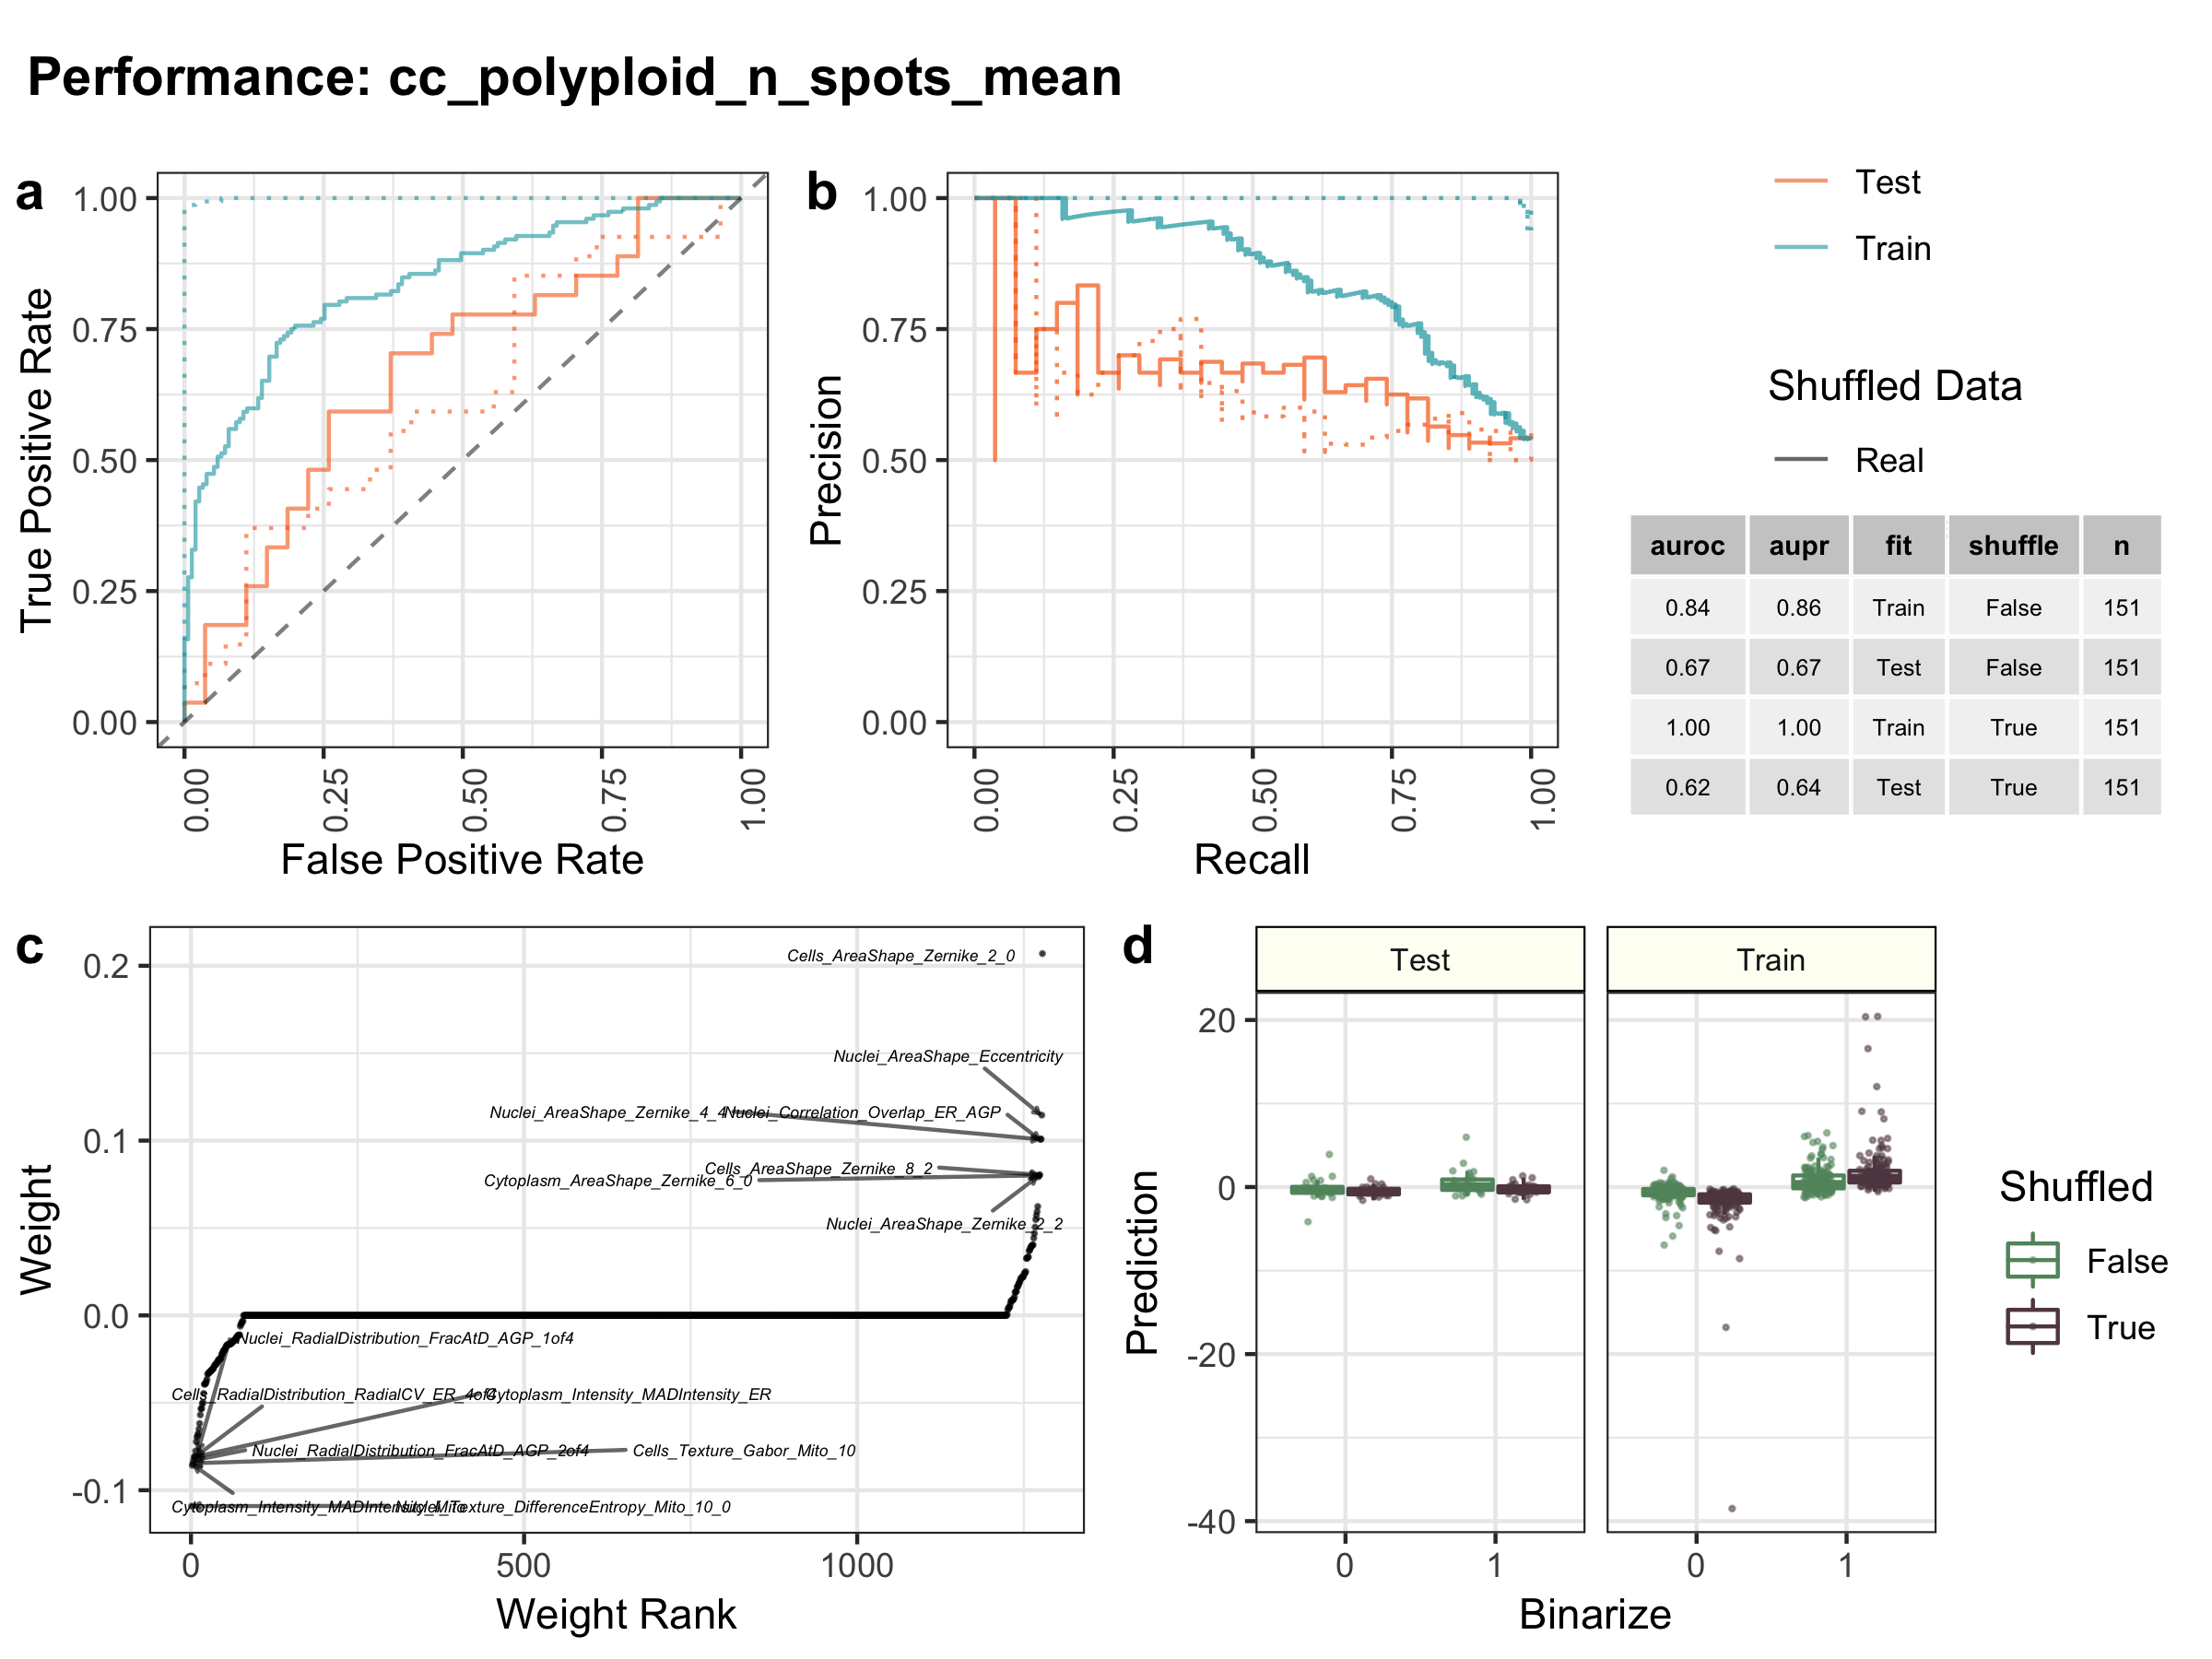 Performance: cc_polyploid_n_spots_mean
a
True Positive Rate
1.00
0.75
0.50
0.25
0.00
0.00 0.25 0.50 0.75 1.00
False Positive Rate
b
Precision
1.00
0.75
0.50
0.25
0.00
0.00 0.25 0.50 0.75 1.00
Recall
Test
Train
Shuffled Data
Real
auroc aupr fit shuffle n
0.84 0.86 Train False 151
0.67 0.67 Test False 151
1.00 1.00 Train True 151
0.62 0.64 Test True 151
c
Weight
0.2
0.1
0.0
-0.1
Cells_AreaShape_Zernike_2_0
Nuclei_AreaShape_Eccentricity
Nuclei_AreaShape_Zernike_4_4
Nuclei_Correlation_Overlap_ER_AGP
Cells_AreaShape_Zernike_8_2
Cytoplasm_AreaShape_Zernike_6_0
Nuclei_AreaShape_Zernike_2_2
Nuclei_RadialDistribution_FracAtD_AGP_1of4
Cells_RadialDistribution_RadialCV_ER_4of4
Cytoplasm_Intensity_MADIntensity_ER
Nuclei_RadialDistribution_FracAtD_AGP_2of4
Cells_Texture_Gabor_Mito_10
Cytoplasm_Intensity_MADIntensity_Mito
Nuclei_Texture_DifferenceEntropy_Mito_10_0
0 500 1000
Weight Rank
d
Test Train
Prediction
20
0
-20
-40
0 1 0 1
Binarize
Shuffled
False
True